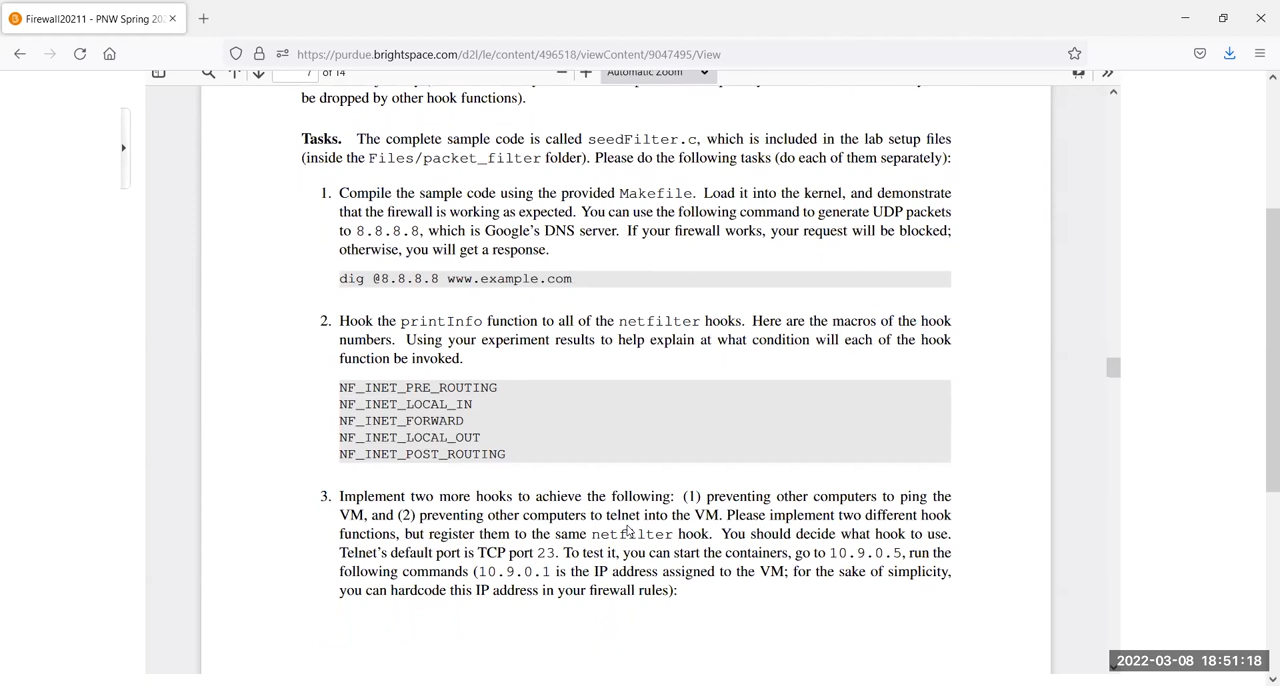 Firewall20211 - PNW Spring 202
https://purdue.brightspace.com/d2l/le/content/496518/viewContent/9047495/View
7 of 14
Automatic Zoom
be dropped by other hook functions).
Tasks. The complete sample code is called seedFilter.c, which is included in the lab setup files
(inside the Files/packet_filter folder). Please do the following tasks (do each of them separately):
1. Compile the sample code using the provided Makefile. Load it into the kernel, and demonstrate
that the firewall is working as expected. You can use the following command to generate UDP packets
to 8.8.8.8, which is Google's DNS server. If your firewall works, your request will be blocked;
otherwise, you will get a response.
dig @8.8.8.8 www.example.com
2. Hook the printInfo function to all of the netfilter hooks. Here are the macros of the hook
numbers. Using your experiment results to help explain at what condition will each of the hook
function be invoked.
NF_INET_PRE_ROUTING
NF_INET_LOCAL_IN
NF_INET_FORWARD
NF_INET_LOCAL_OUT
NF_INET_POST_ROUTING
3. Implement two more hooks to achieve the following: (1) preventing other computers to ping the
VM, and (2) preventing other computers to telnet into the VM. Please implement two different hook
functions, but register them to the same netfilter hook. You should decide what hook to use.
Telnet's default port is TCP port 23. To test it, you can start the containers, go to 10.9.0.5, run the
following commands (10.9.0.1 is the IP address assigned to the VM; for the sake of simplicity,
you can hardcode this IP address in your firewall rules):
2022-03-08 18:51:18